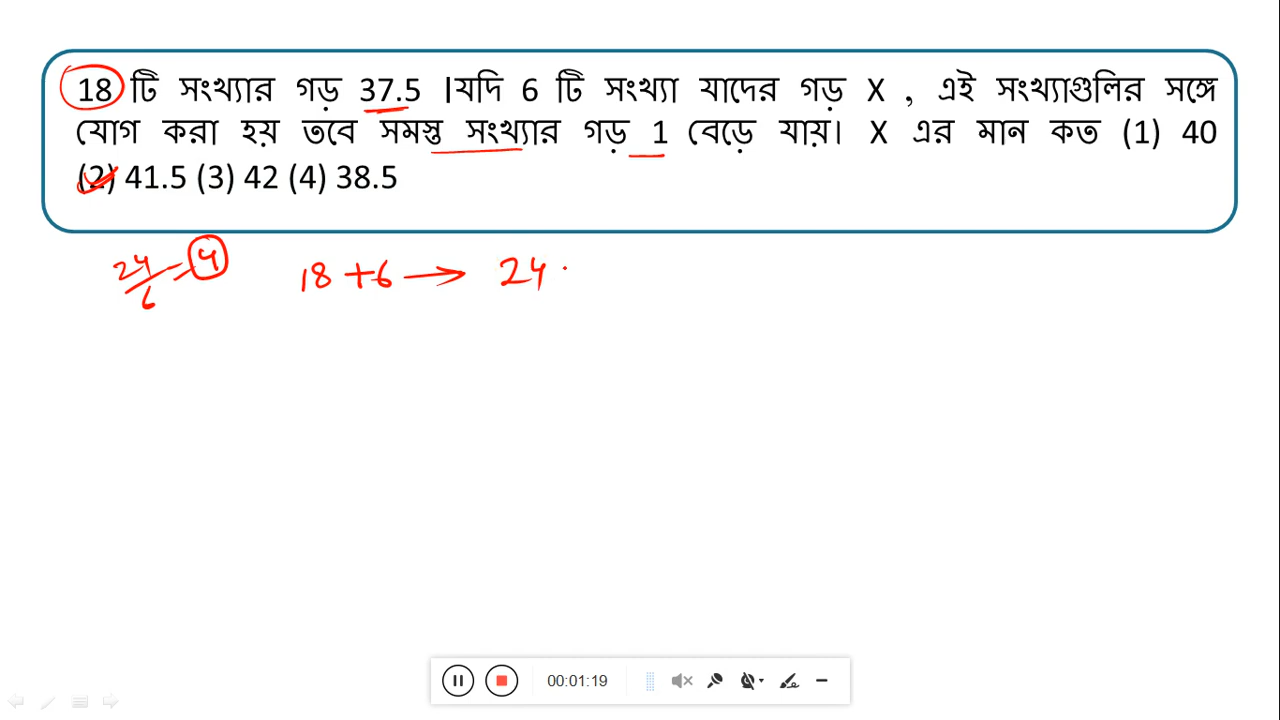 18 টি সংখ্যার গড় 37.5 ।যদি 6 টি সংখ্যা যাদের গড় X , এই সংখ্যাগুলির সঙ্গে
যোগ করা হয় তবে সমস্ত সংখ্যার গড় 1 বেড়ে যায়। X এর মান কত (1) 40
(2) 41.5 (3) 42 (4) 38.5
24/6 = 4
18 + 6 → 24
00:01:19